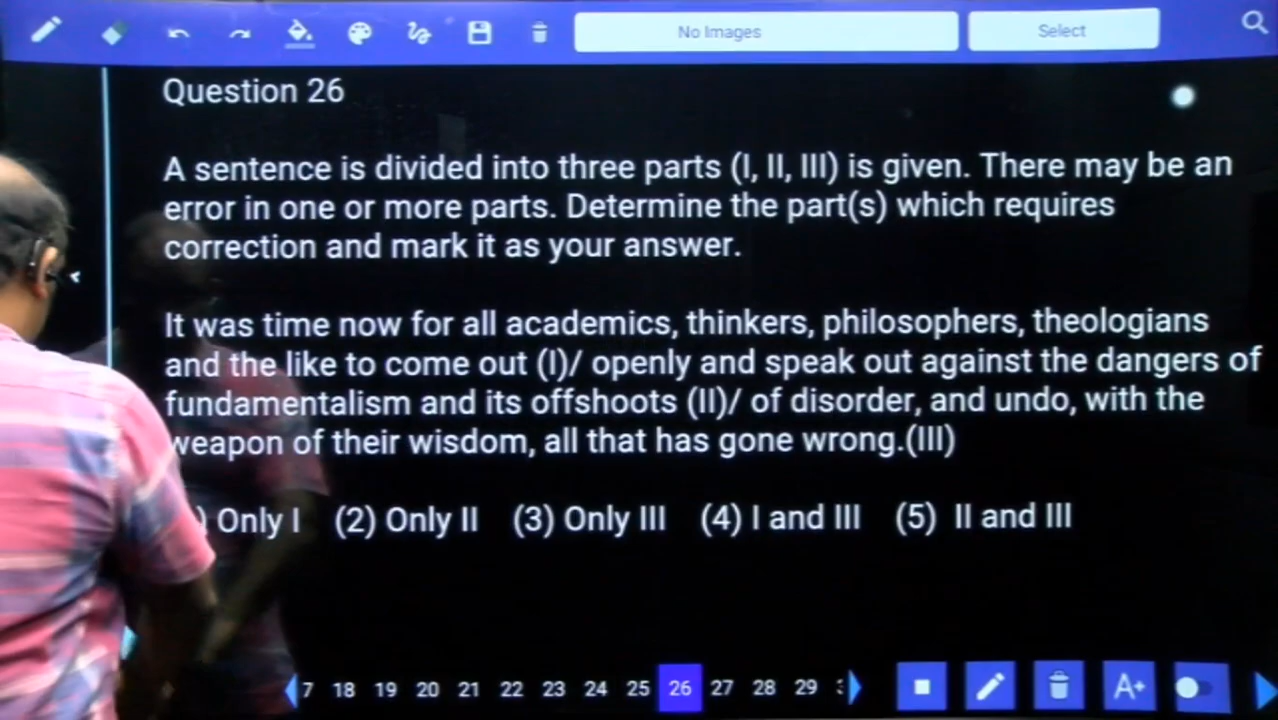 No Images
Select
Question 26
A sentence is divided into three parts (I, II, III) is given. There may be an
error in one or more parts. Determine the part(s) which requires
correction and mark it as your answer.
It was time now for all academics, thinkers, philosophers, theologians
and the like to come out (I)/ openly and speak out against the dangers of
fundamentalism and its offshoots (II)/ of disorder, and undo, with the
weapon of their wisdom, all that has gone wrong.(III)
) Only I (2) Only II (3) Only III (4) I and III (5) II and III
7 18 19 20 21 22 23 24 25 26 27 28 29
A+